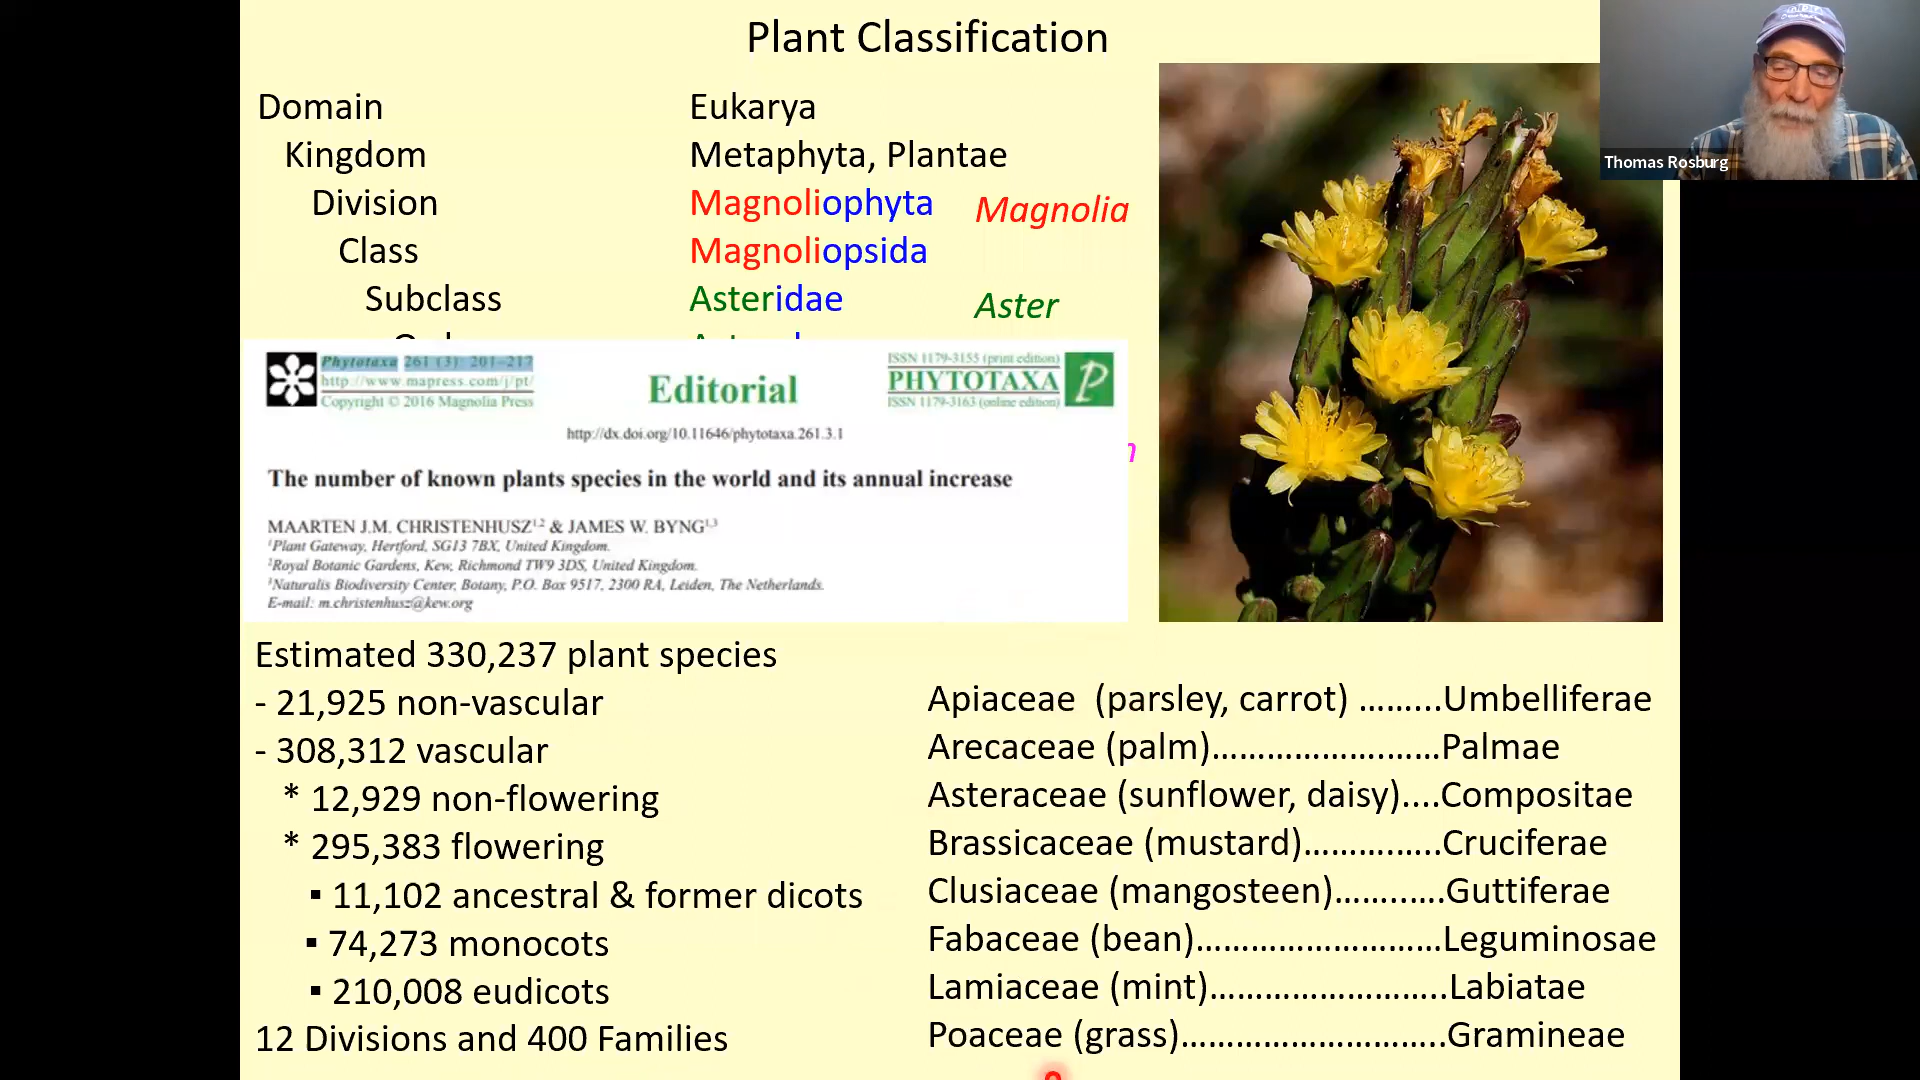 Plant Classification
Domain Eukarya
Kingdom Metaphyta, Plantae
Division Magnoliophyta Magnolia
Class Magnoliopsida
Subclass Asteridae Aster
Thomas Rosburg
Phytotaxa 261 (3): 201–217
http://www.mapress.com/j/pt/
Copyright © 2016 Magnolia Press
Editorial
ISSN 1179-3155 (print edition)
PHYTOTAXA
ISSN 1179-3163 (online edition)
http://dx.doi.org/10.11646/phytotaxa.261.3.1
The number of known plants species in the world and its annual increase
MAARTEN J.M. CHRISTENHUSZ1,2 & JAMES W. BYNG1,3
1Plant Gateway, Hertford, SG13 7BX, United Kingdom.
2Royal Botanic Gardens, Kew, Richmond TW9 3DS, United Kingdom.
3Naturalis Biodiversity Center, Botany, P.O. Box 9517, 2300 RA, Leiden, The Netherlands.
E-mail: m.christenhusz@kew.org
Estimated 330,237 plant species
- 21,925 non-vascular
- 308,312 vascular
* 12,929 non-flowering
* 295,383 flowering
▪ 11,102 ancestral & former dicots
▪ 74,273 monocots
▪ 210,008 eudicots
12 Divisions and 400 Families
Apiaceae (parsley, carrot) ……...Umbelliferae
Arecaceae (palm)………………….……Palmae
Asteraceae (sunflower, daisy)....Compositae
Brassicaceae (mustard)……….…..Cruciferae
Clusiaceae (mangosteen)……..….Guttiferae
Fabaceae (bean)……………………….Leguminosae
Lamiaceae (mint)……………………...Labiatae
Poaceae (grass)………………………...Gramineae